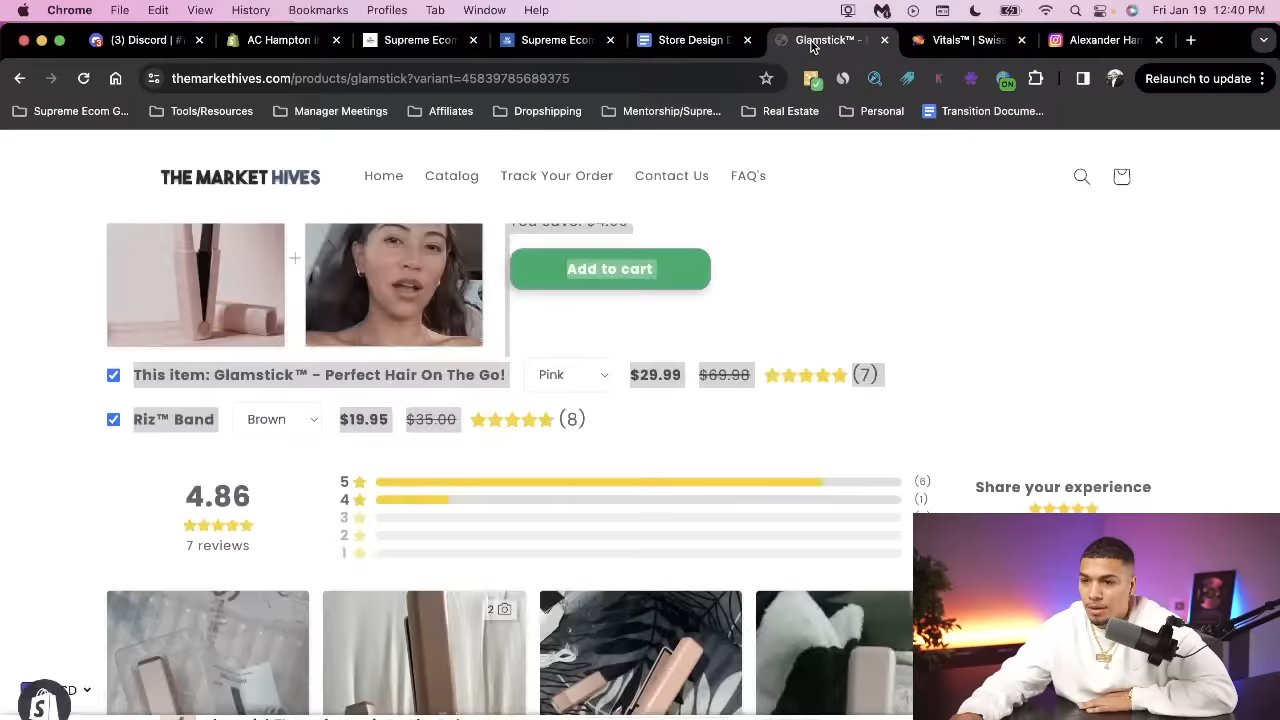 Chrome File Edit View History Bookmarks Profiles Tab Window Help Fri Jan 19 12:40 PM
(3) Discord | # AC Hampton in Supreme Ecom Supreme Ecom Store Design D Glamstick™ – Vitals™ | Swiss Instagram Alexander Ham
themarkethives.com/products/glamstick?variant=45839785689375 ON Relaunch to update
Supreme Ecom G... Tools/Resources Manager Meetings Affiliates Dropshipping Mentorship/Supre... Real Estate Personal Transition Docume...
THE MARKET HIVES Home Catalog Track Your Order Contact Us FAQ's
Add to cart
This item: Glamstick™ – Perfect Hair On The Go! Pink $29.99 $69.98 (7)
Riz™ Band Brown $19.95 $35.00 (8)
4.86
7 reviews
5 (6)
4 (1)
3
2
1
Share your experience
2